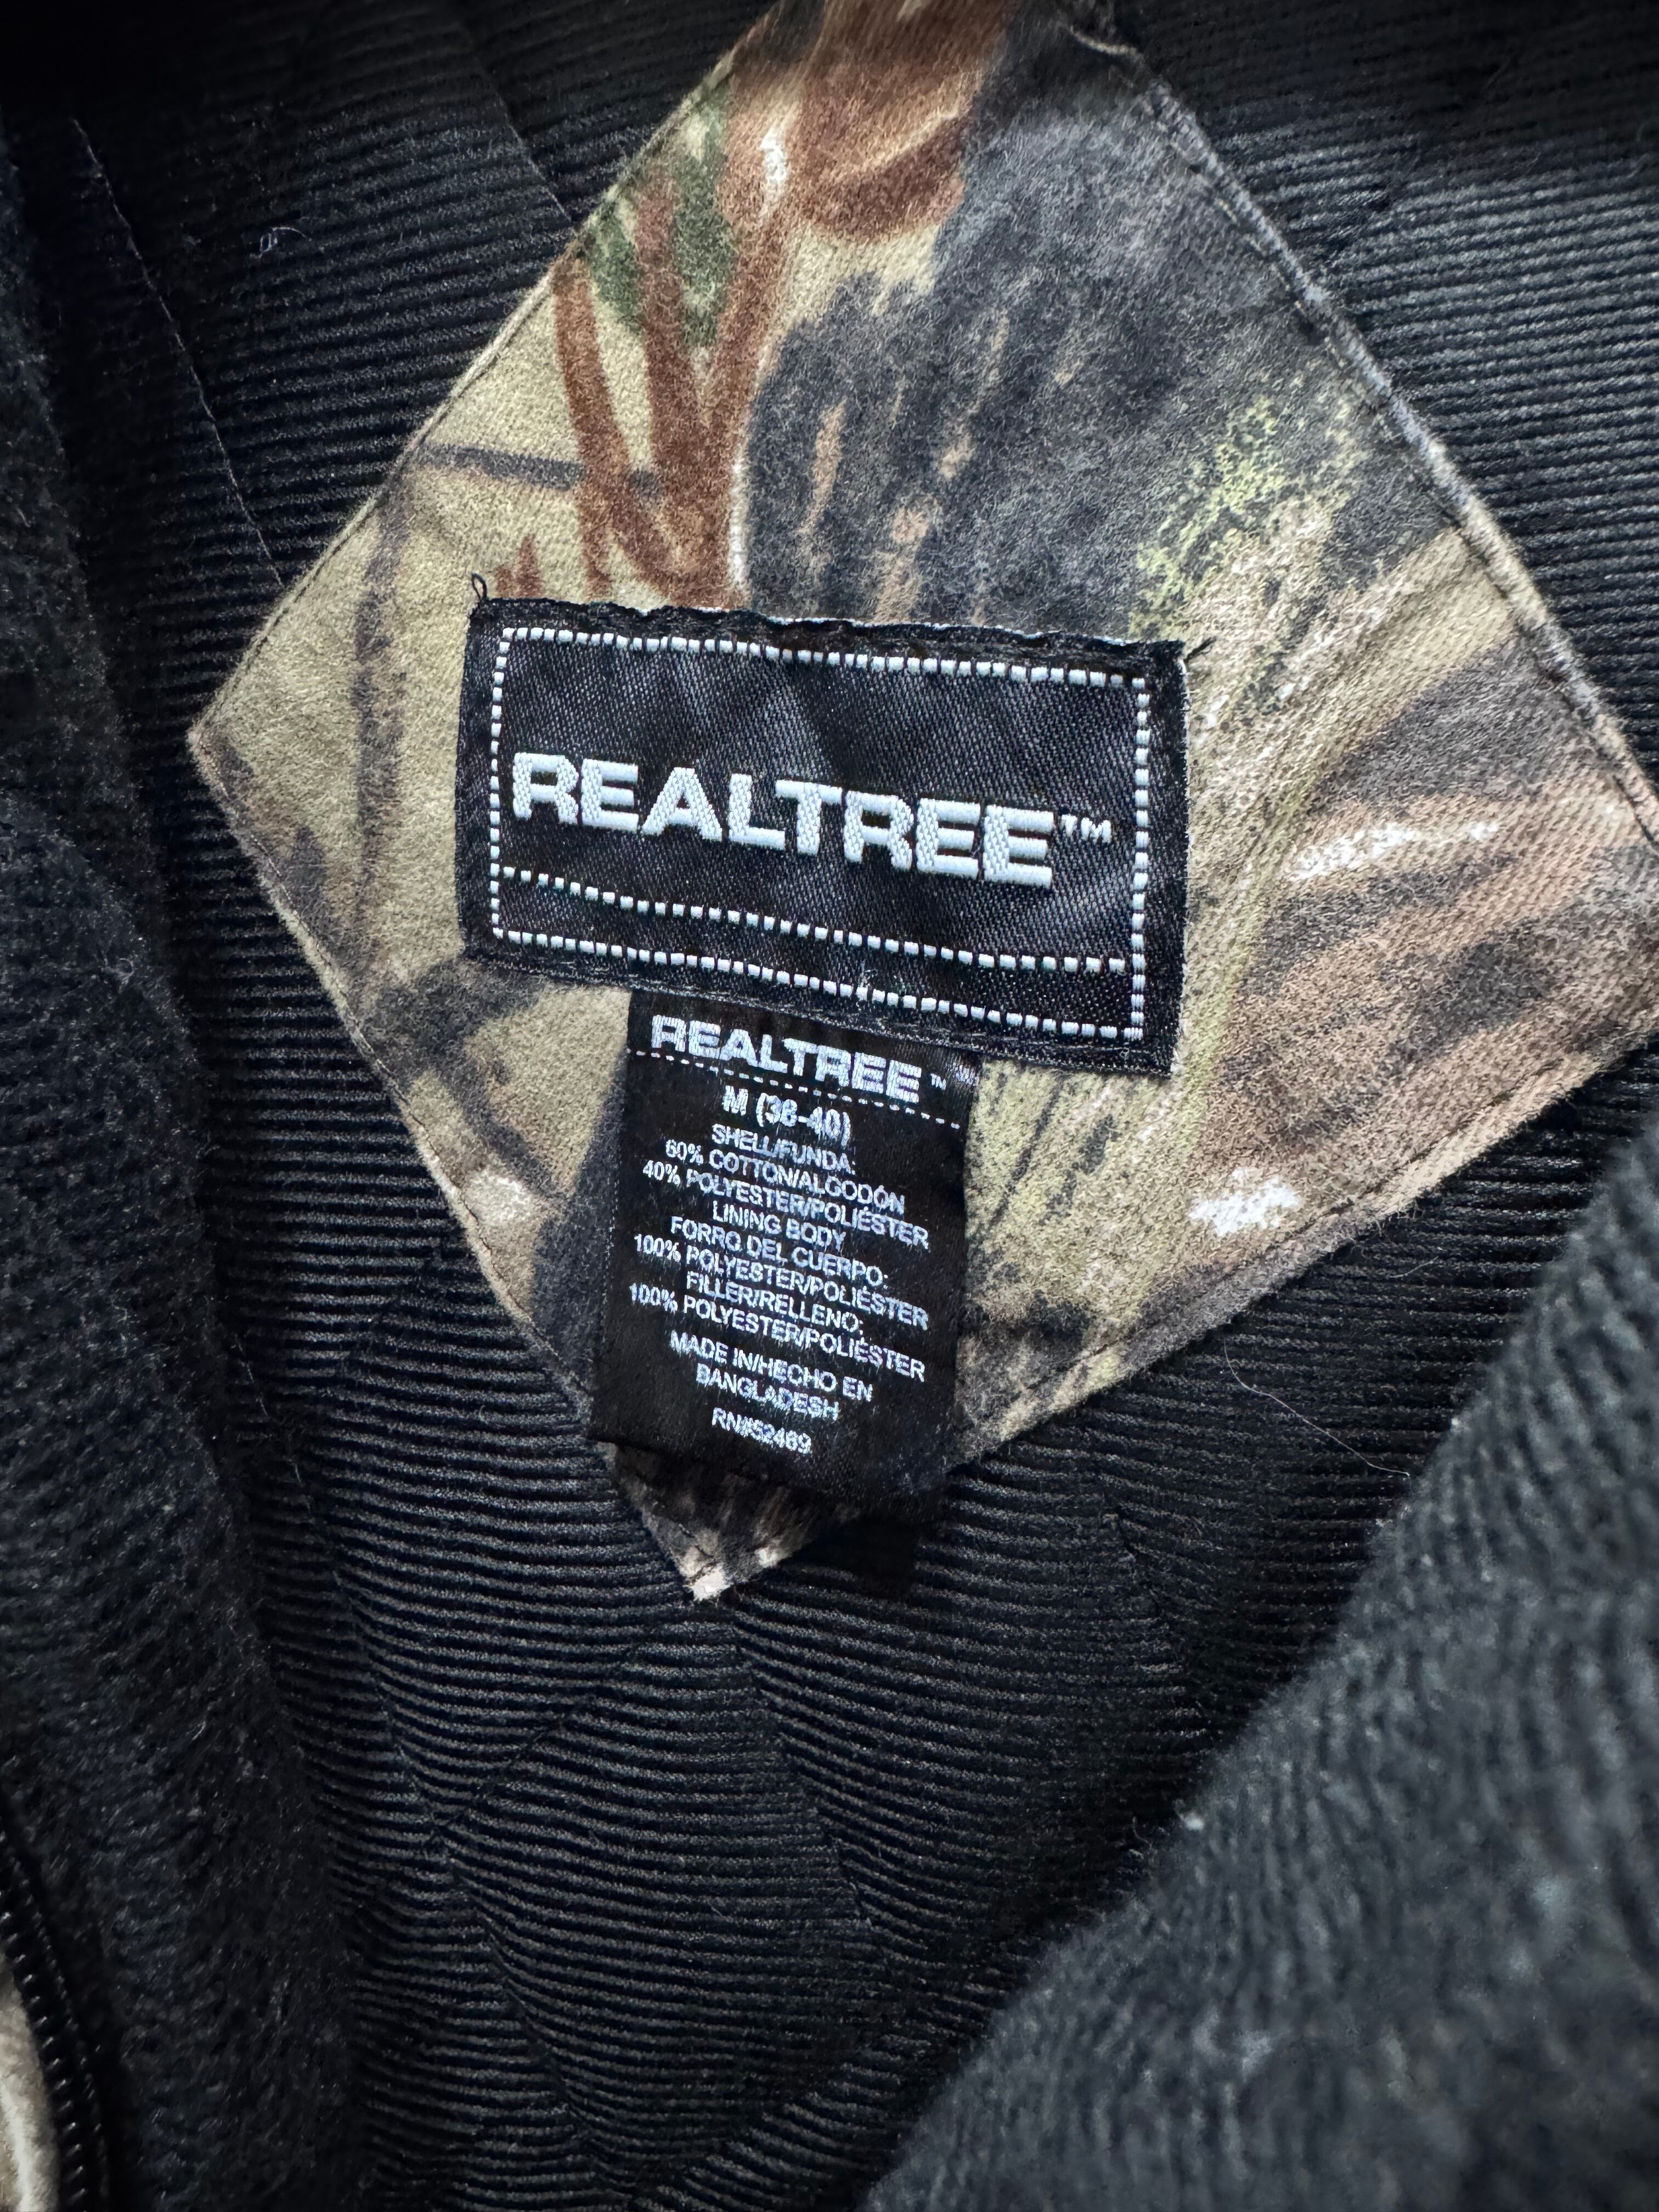 REALTREE™
REALTREE™
M (38-40)
SHELL/FUNDA:
60% COTTON/ALGODÓN
40% POLYESTER/POLIÉSTER
LINING BODY
FORRO DEL CUERPO:
100% POLYESTER/POLIÉSTER
FILLER/RELLENO:
100% POLYESTER/POLIÉSTER
MADE IN/HECHO EN
BANGLADESH
RN#52469